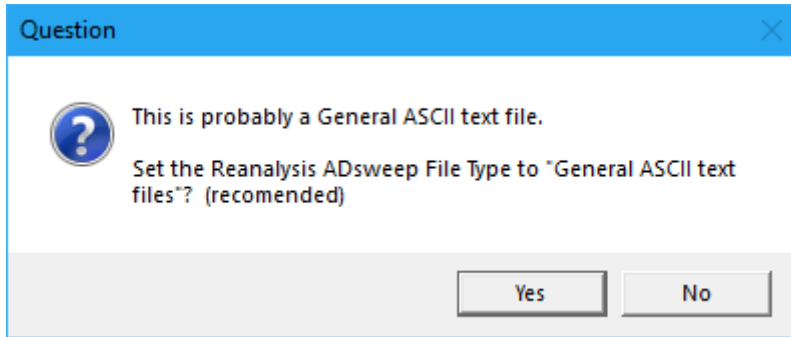 Question
This is probably a General ASCII text file.
Set the Reanalysis ADsweep File Type to "General ASCII text
files"? (recomended)
Yes
No